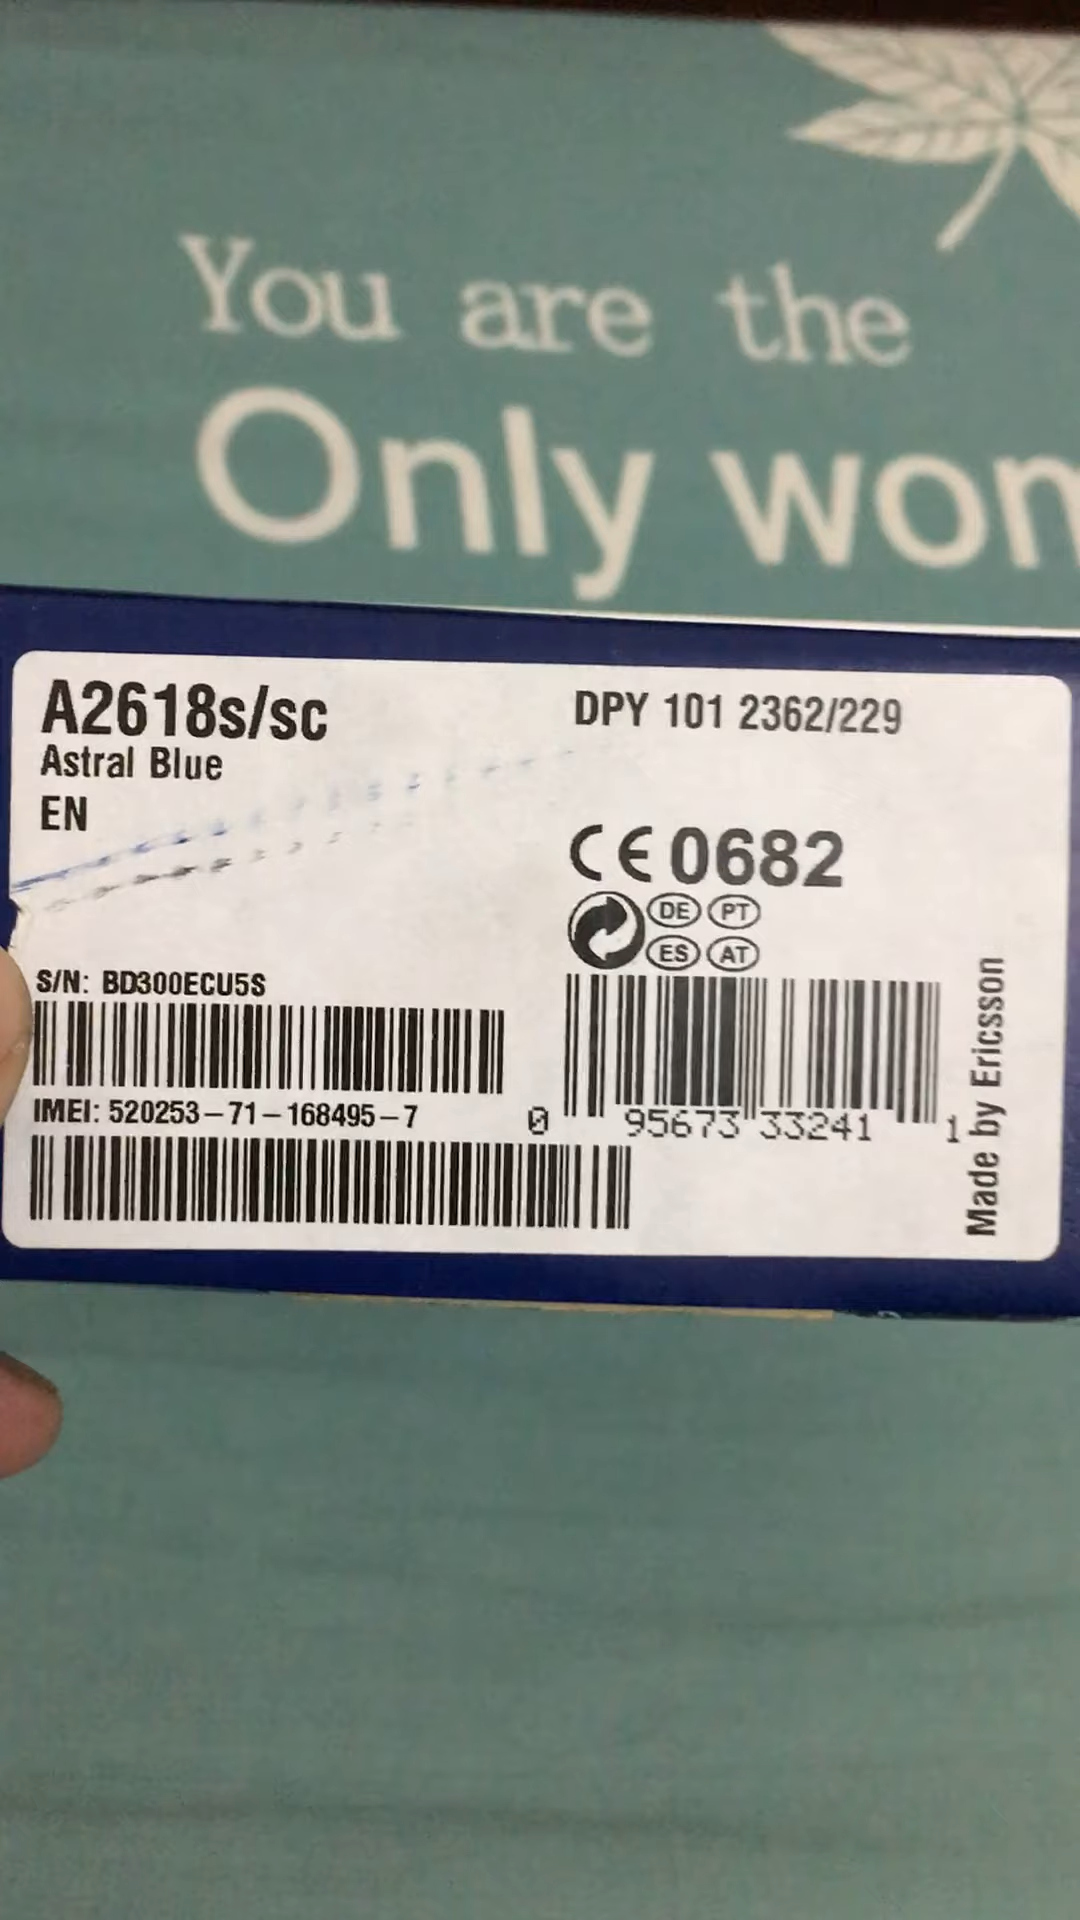 You are the
Only
A2618s/sc
Astral Blue
EN
DPY 101 2362/229
CE 0682
DE PT
ES AT
S/N: BD300ECU5S
IMEI: 520253-71-168495-7
0 95673 33241 1
Made by Ericsson